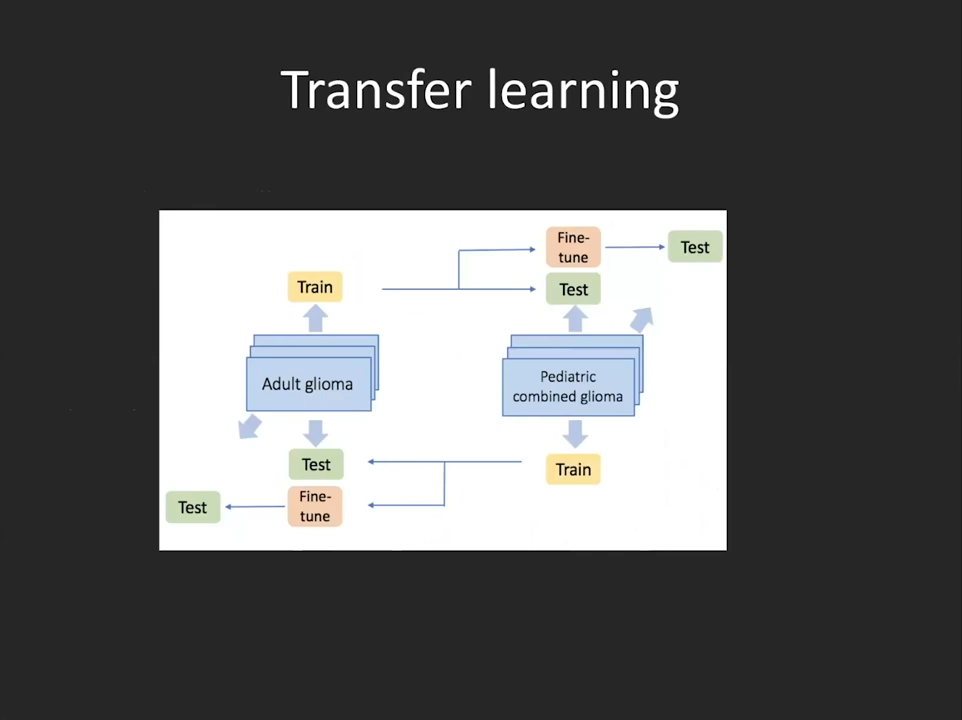 Transfer learning
Fine-
tune
Test
Train
Test
Adult glioma
Pediatric
combined glioma
Test
Train
Test
Fine-
tune